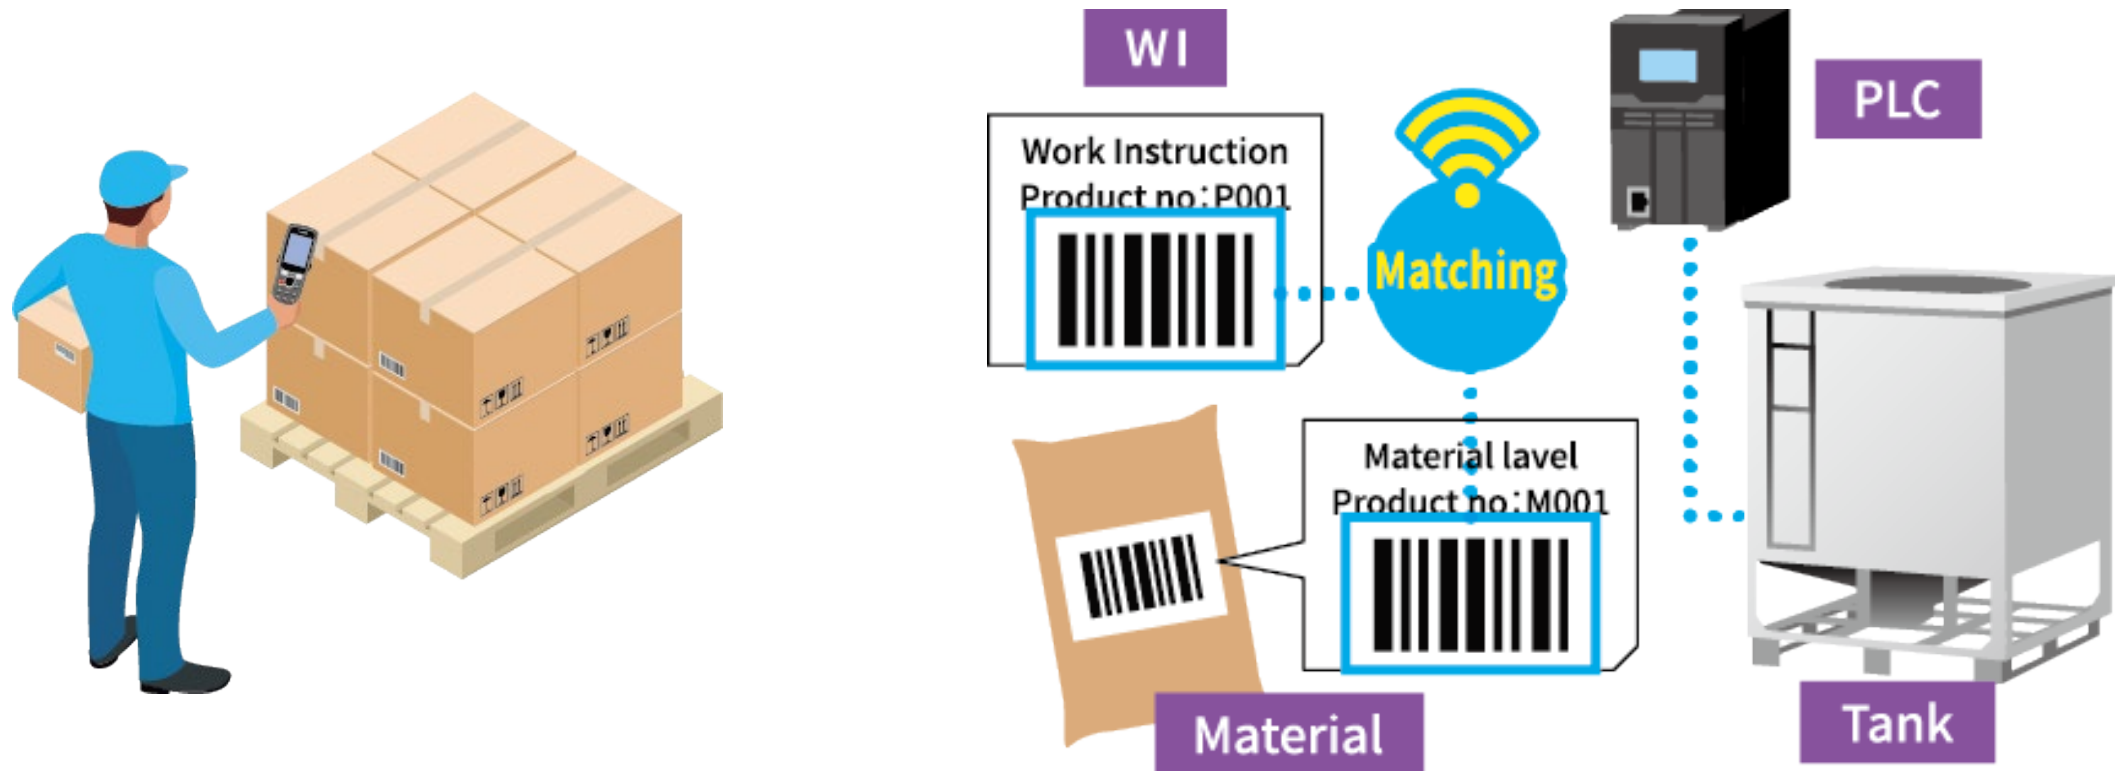 WI
Work Instruction
Product no:P001
Matching
PLC
Material lavel
Product no:M001
Material
Tank